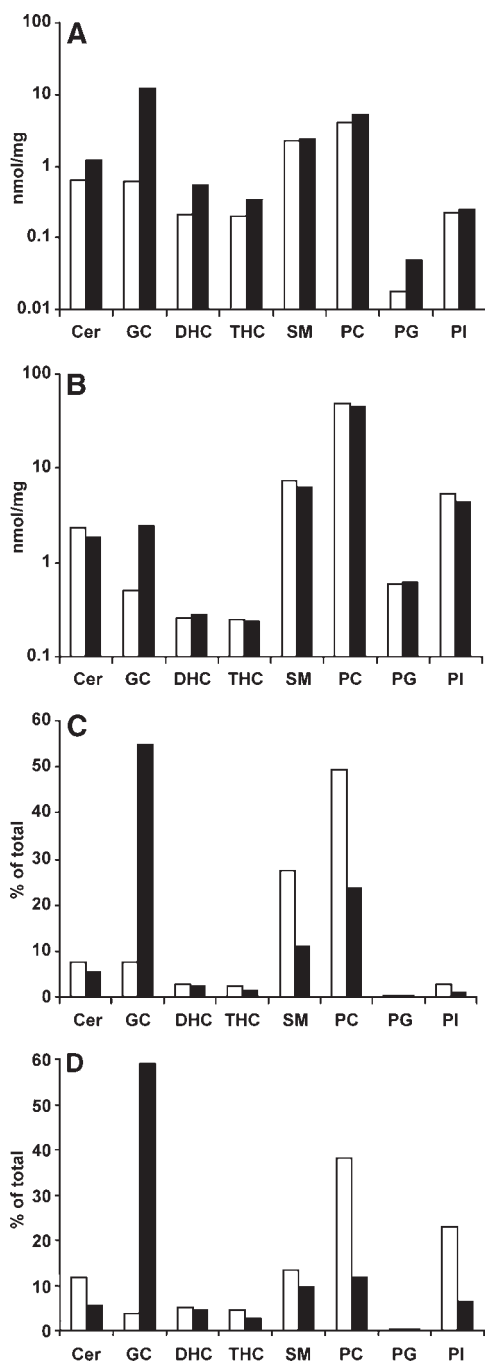 A
100
10
1
0.1
0.01
nmol/mg
Cer GC DHC THC SM PC PG PI
B
100
10
1
0.1
nmol/mg
Cer GC DHC THC SM PC PG PI
C
60
50
40
30
20
10
0
% of total
Cer GC DHC THC SM PC PG PI
D
60
50
40
30
20
10
0
% of total
Cer GC DHC THC SM PC PG PI